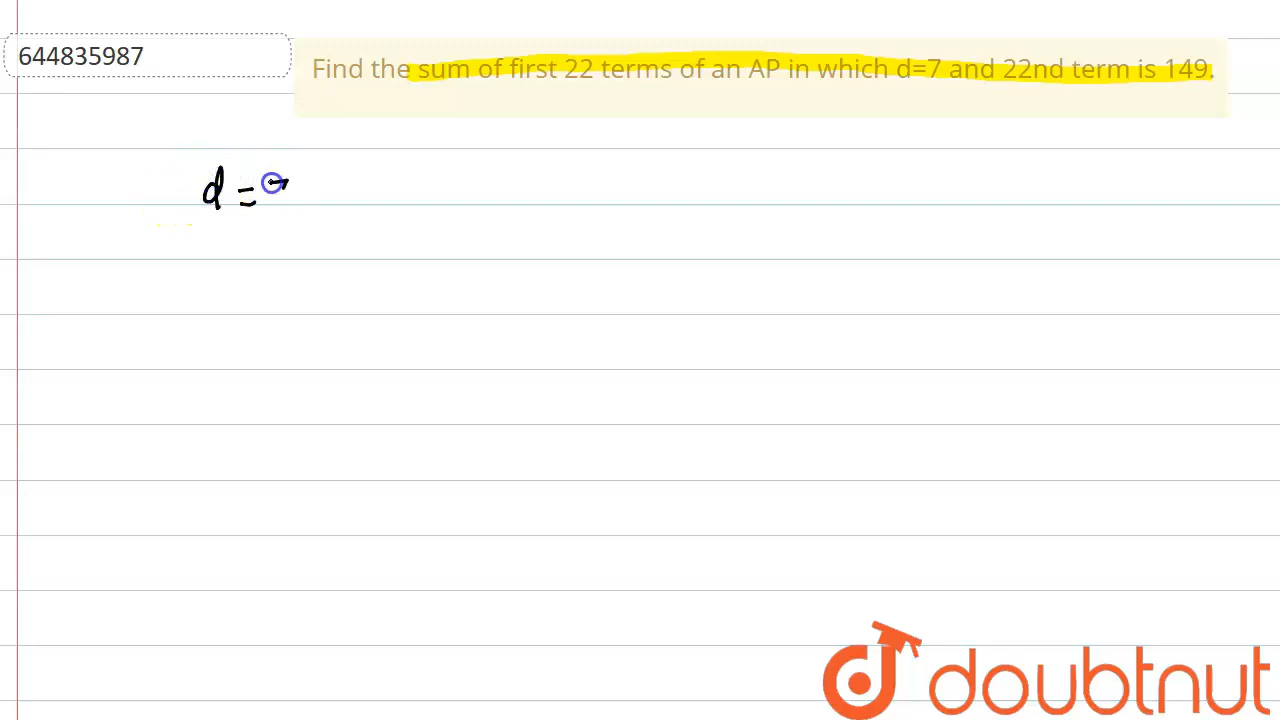 644835987
Find the sum of first 22 terms of an AP in which d=7 and 22nd term is 149.
d =
doubtnut